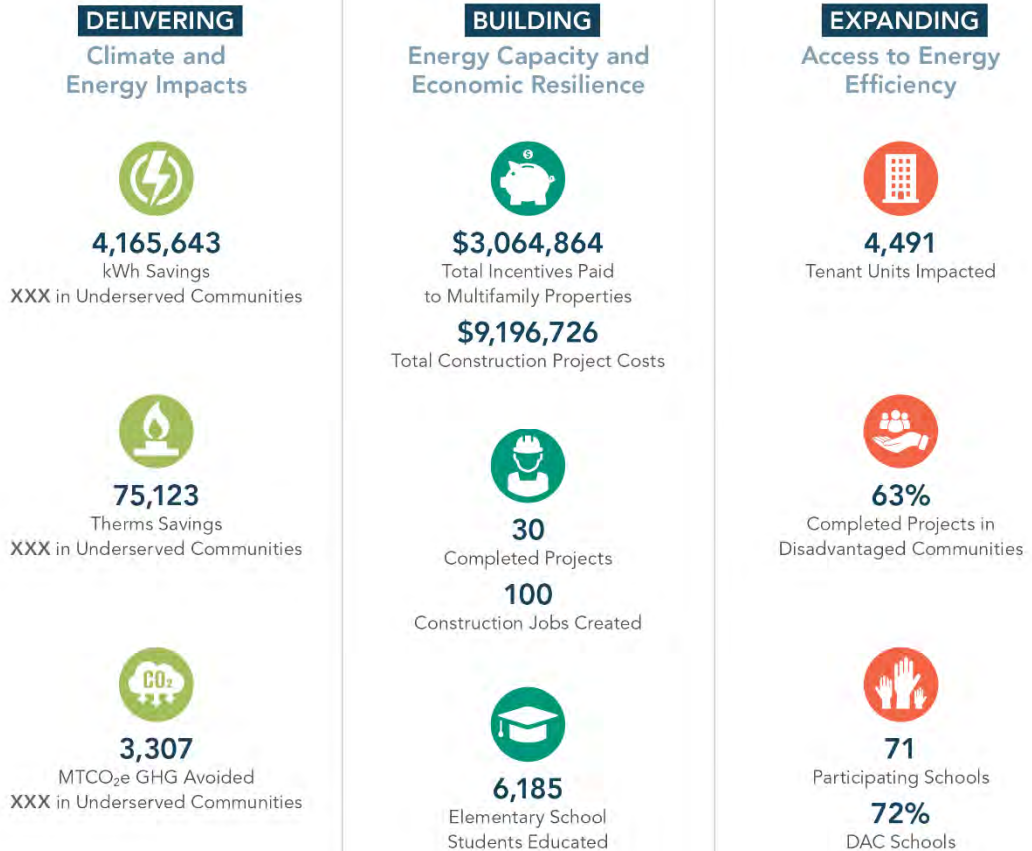 DELIVERING
Climate and
Energy Impacts
4,165,643
kWh Savings
XXX in Underserved Communities
75,123
Therms Savings
XXX in Underserved Communities
CO₂
3,307
MTCO₂e GHG Avoided
XXX in Underserved Communities
BUILDING
Energy Capacity and
Economic Resilience
$
$3,064,864
Total Incentives Paid
to Multifamily Properties
$9,196,726
Total Construction Project Costs
30
Completed Projects
100
Construction Jobs Created
6,185
Elementary School
Students Educated
EXPANDING
Access to Energy
Efficiency
4,491
Tenant Units Impacted
63%
Completed Projects in
Disadvantaged Communities
71
Participating Schools
72%
DAC Schools